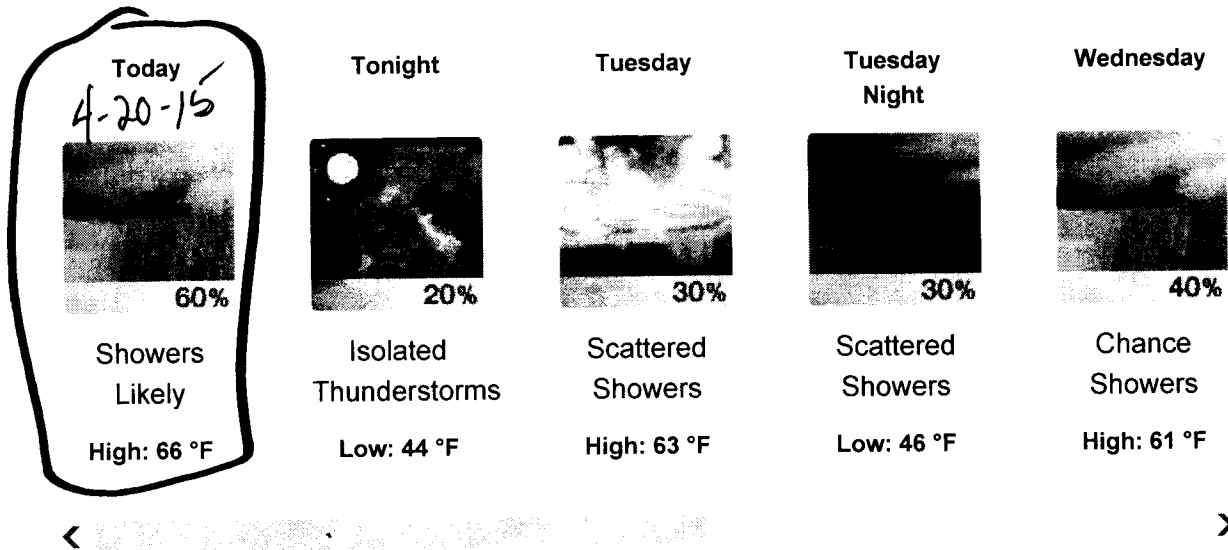 Today
4-20-15
60%
Showers
Likely
High: 66 °F
Tonight
20%
Isolated
Thunderstorms
Low: 44 °F
Tuesday
30%
Scattered
Showers
High: 63 °F
Tuesday
Night
30%
Scattered
Showers
Low: 46 °F
Wednesday
40%
Chance
Showers
High: 61 °F